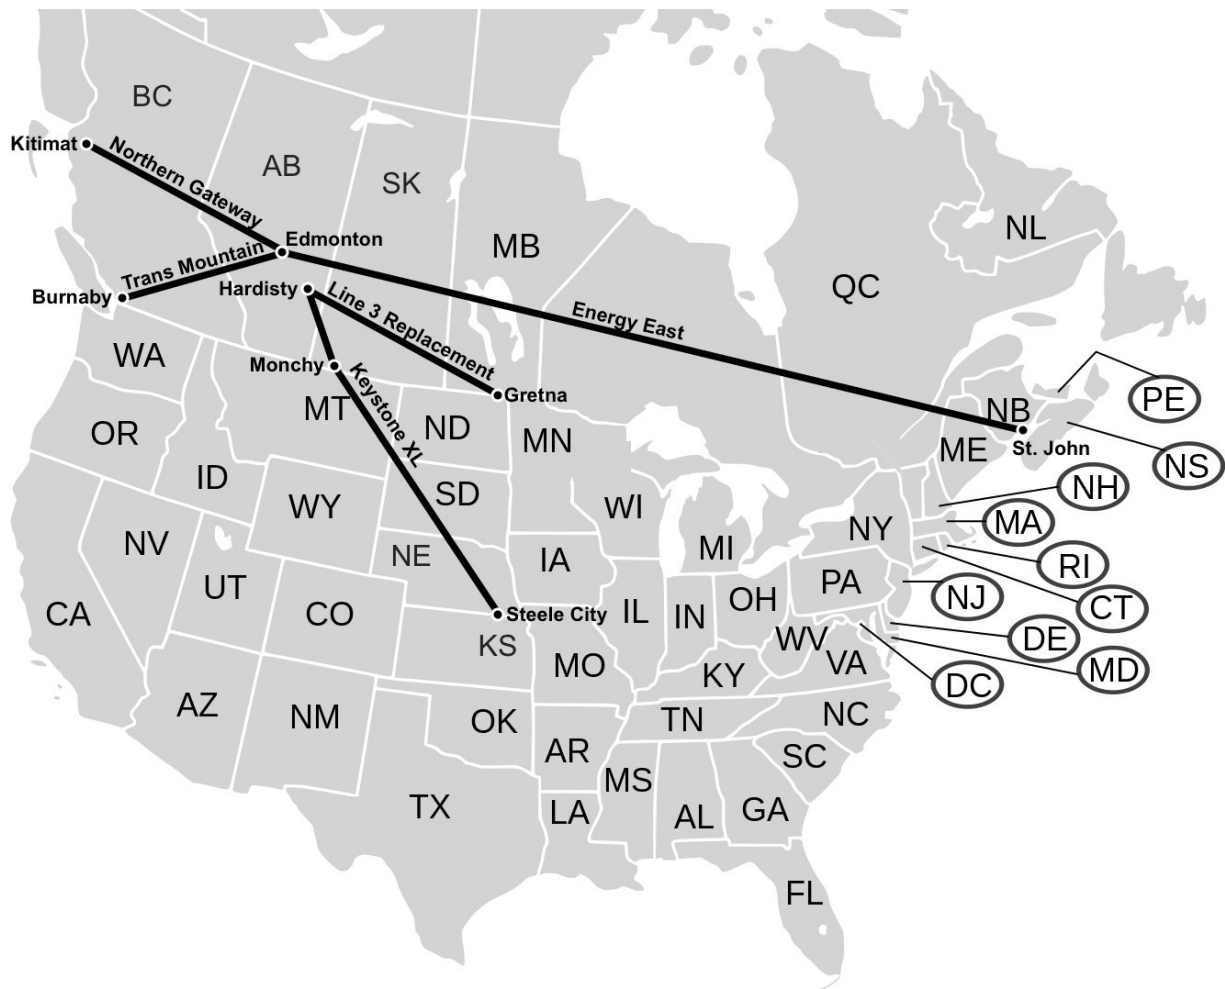 BC
Kitimat
Northern Gateway
AB
SK
NL
Edmonton
MB
Trans Mountain
QC
Burnaby
Hardisty
Line 3 Replacement
Energy East
WA
Monchy
Keystone XL
Gretna
PE
MT
NB
OR
ND
MN
ME
St. John
NS
ID
NH
WY
SD
WI
MA
NV
NY
MI
NE
IA
RI
UT
PA
NJ
CT
CA
CO
Steele City
IL
IN
OH
DE
KS
WV
MO
VA
MD
KY
DC
AZ
NM
OK
TN
NC
AR
SC
MS
TX
LA
AL
GA
FL